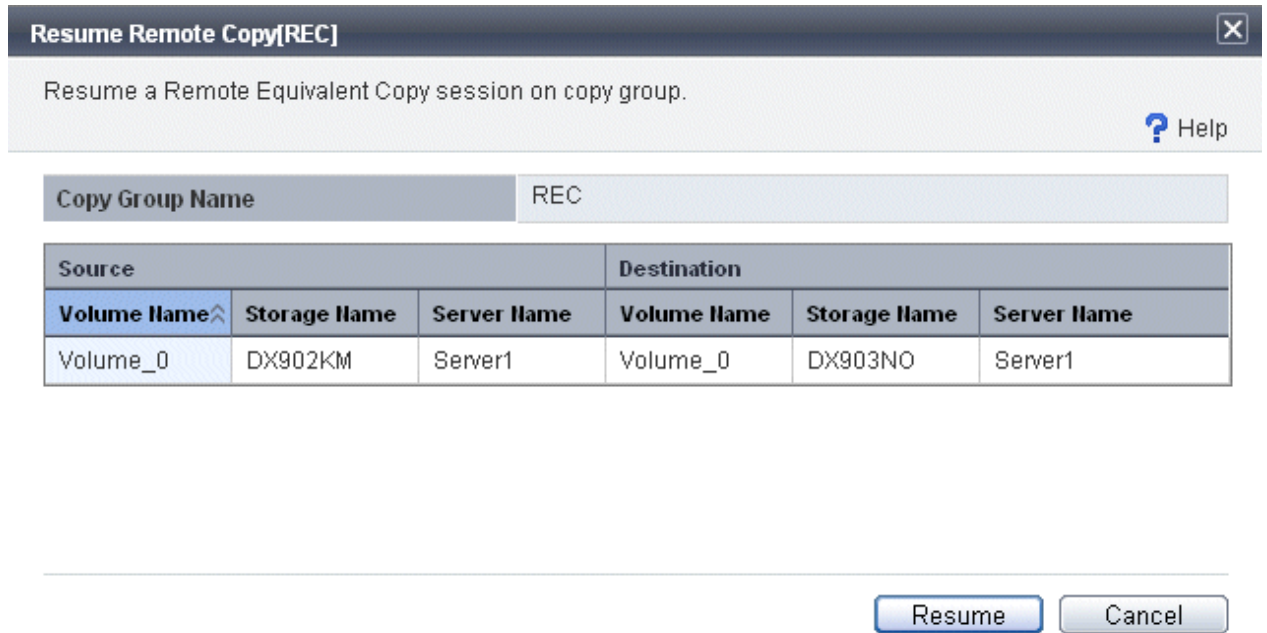 Resume Remote Copy[REC]
Resume a Remote Equivalent Copy session on copy group.
? Help
Copy Group Name REC
Source Destination
Volume Name Storage Name Server Name Volume Name Storage Name Server Name
Volume_0 DX902KM Server1 Volume_0 DX903NO Server1
Resume Cancel